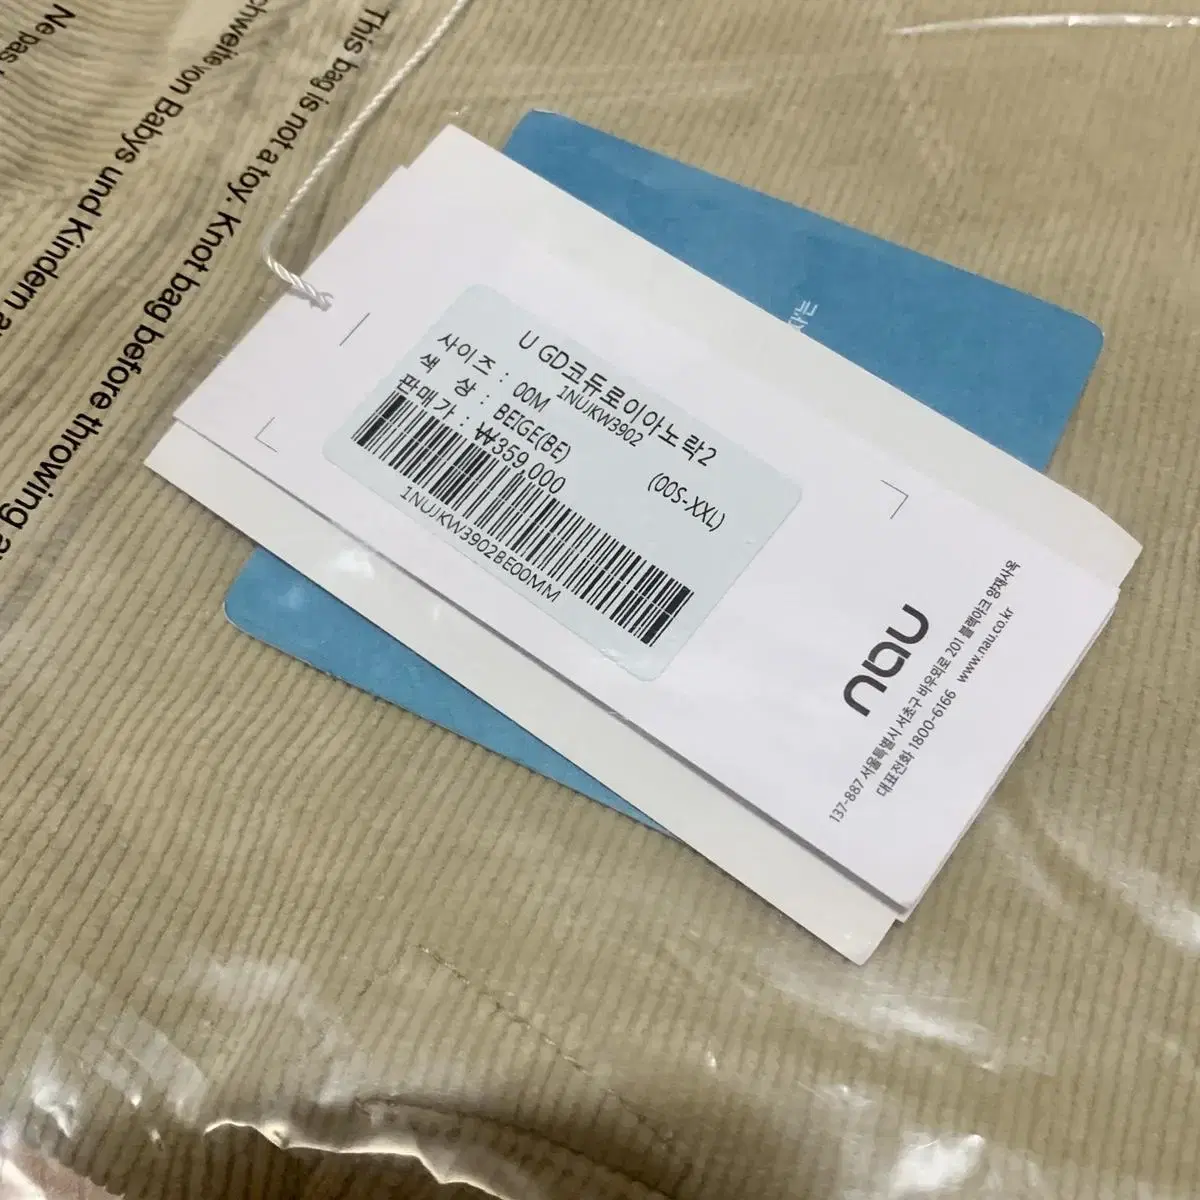 Ne pas
chweite von Babys und Kindern a
This bag is not a toy. Knot bag before throwing a
U GD코듀로이아노락2
1NUJKW3902
사이즈 : 00M (00S-XXL)
색 상 : BEIGE(BE)
판매가 : ₩359,000
1NUJKW3902BE00MM
nau
137-887 서울특별시 서초구 바우뫼로 201 블랙야크 양재사옥
대표전화 1800-6166 www.nau.co.kr